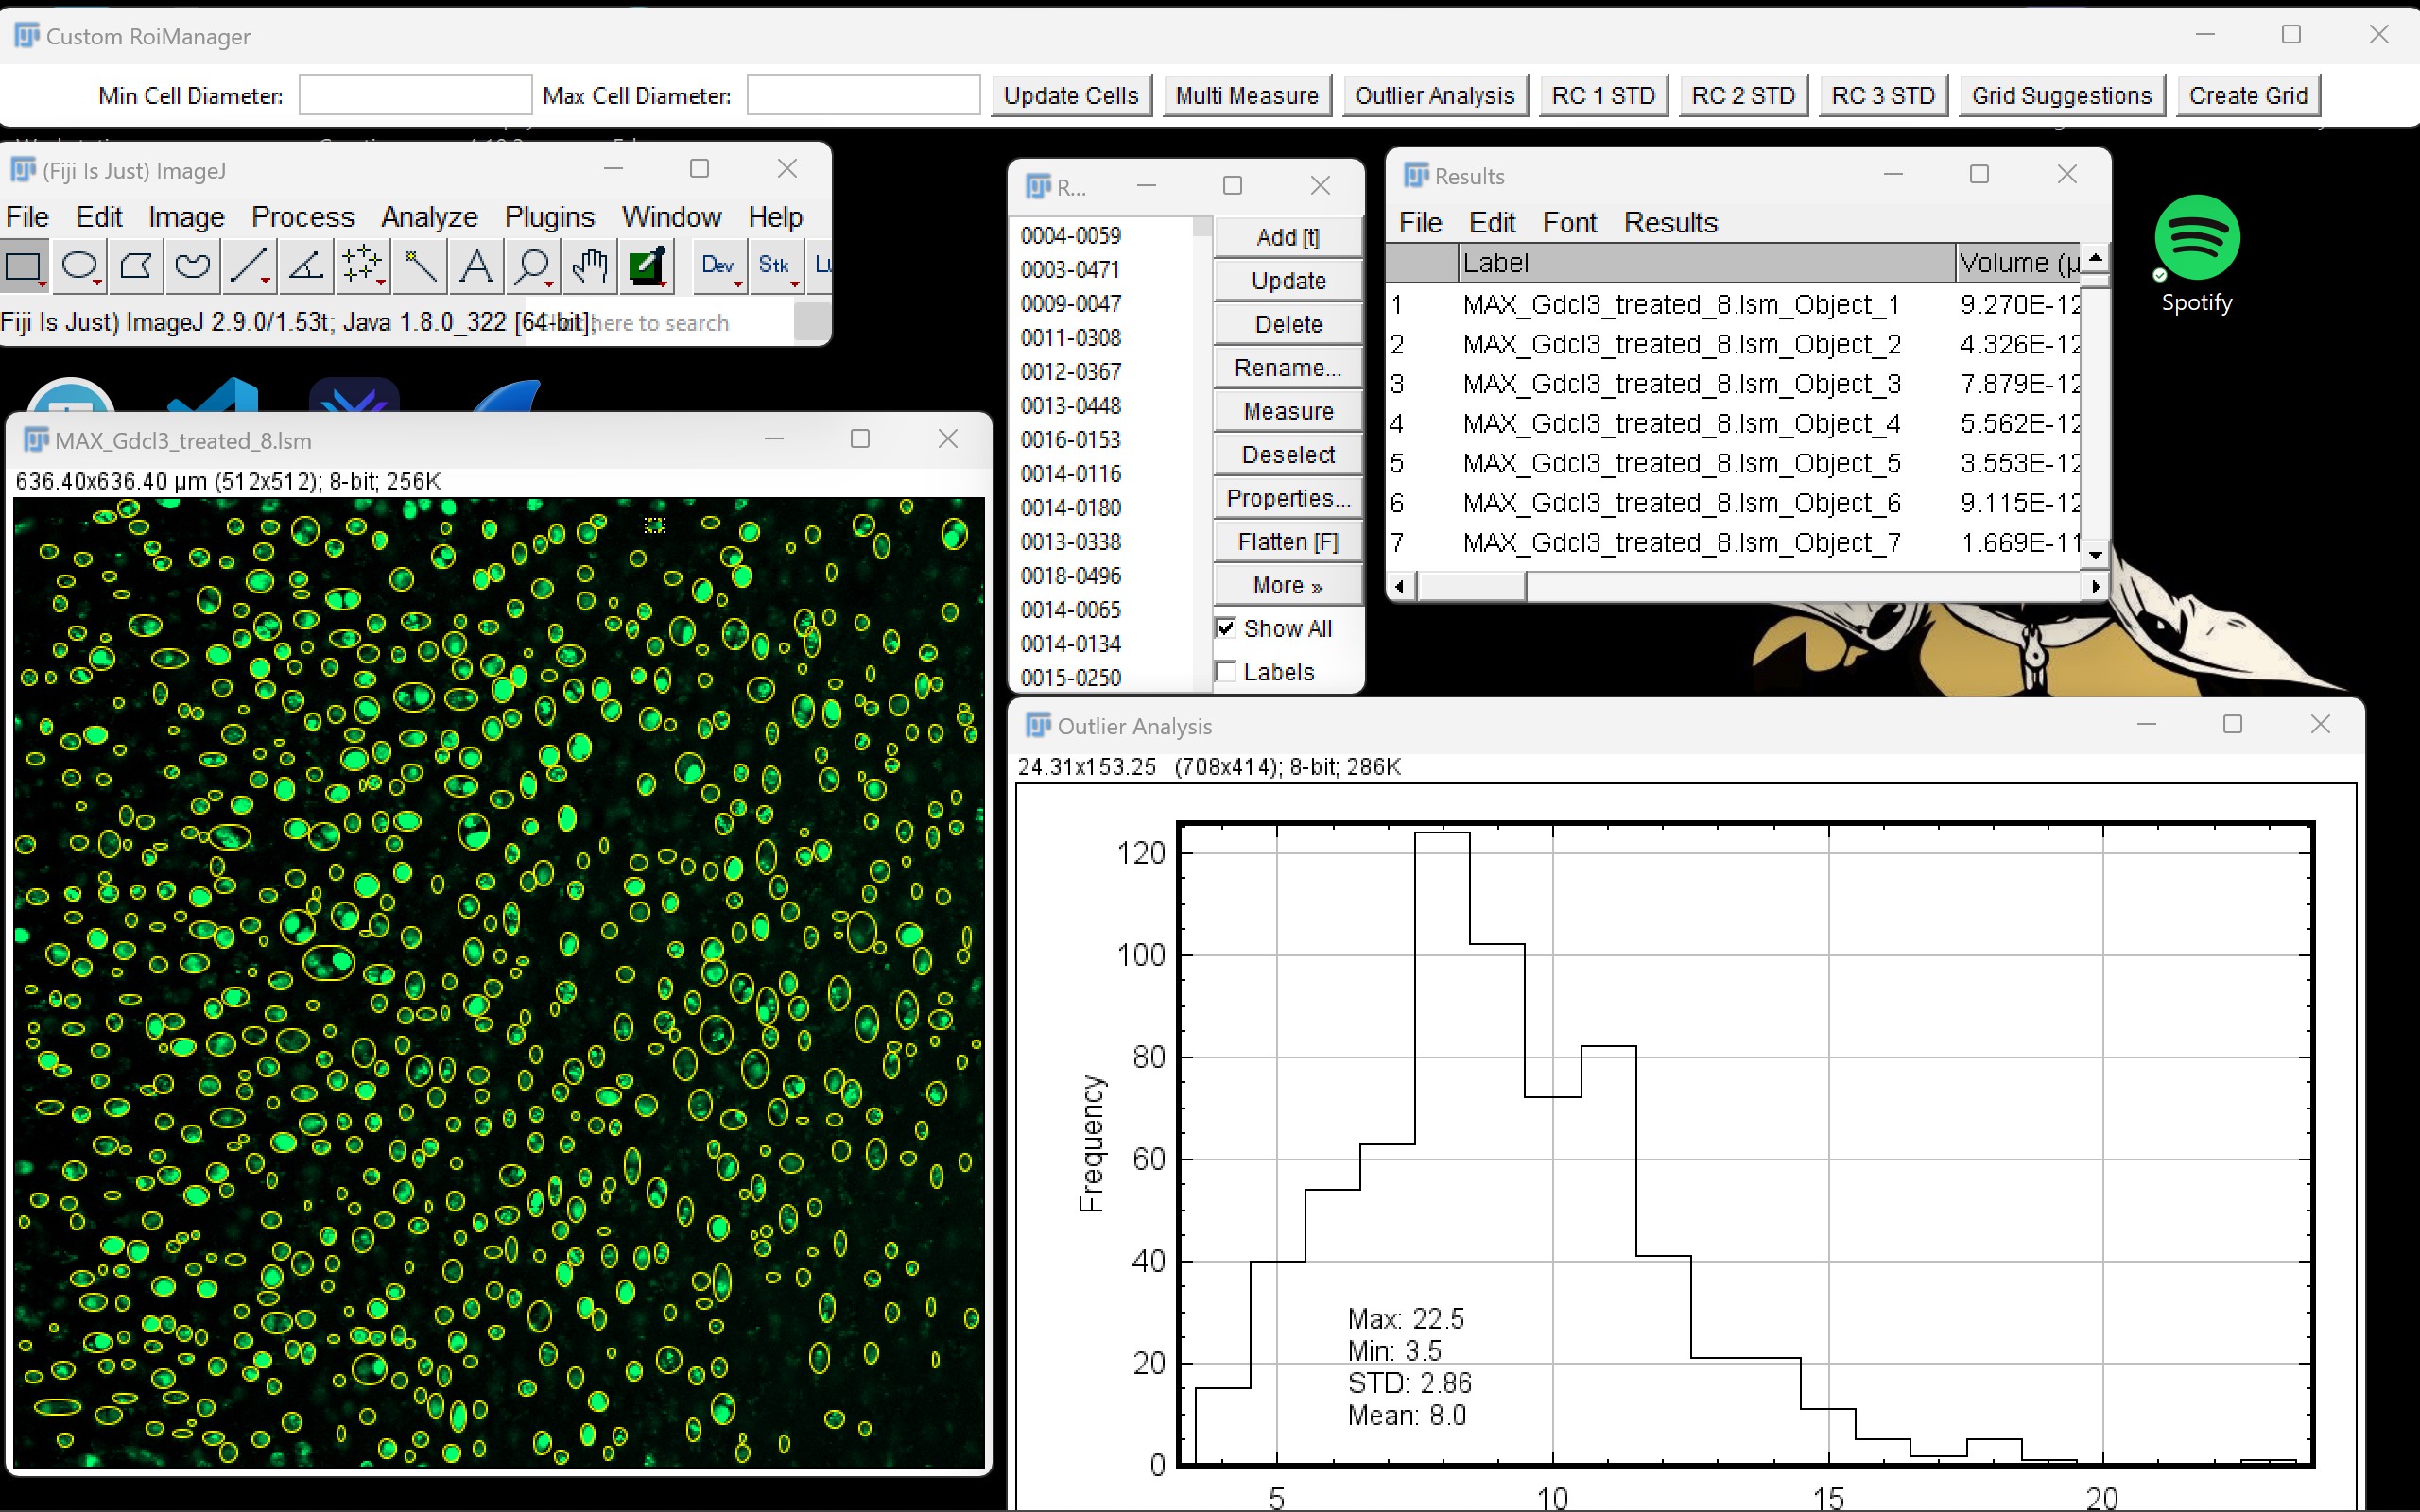 Custom RoiManager
Min Cell Diameter: Max Cell Diameter: Update Cells Multi Measure Outlier Analysis RC 1 STD RC 2 STD RC 3 STD Grid Suggestions Create Grid
(Fiji Is Just) ImageJ
File Edit Image Process Analyze Plugins Window Help
Dev Stk
Fiji Is Just) ImageJ 2.9.0/1.53t; Java 1.8.0_322 [64-bit]; here to search
MAX_Gdcl3_treated_8.lsm
636.40x636.40 µm (512x512); 8-bit; 256K
R...
0004-0059
0003-0471
0009-0047
0011-0308
0012-0367
0013-0448
0016-0153
0014-0116
0014-0180
0013-0338
0018-0496
0014-0065
0014-0134
0015-0250
Add [t]
Update
Delete
Rename...
Measure
Deselect
Properties...
Flatten [F]
More »
Show All
Labels
Results
File Edit Font Results
Label Volume (µ
1 MAX_Gdcl3_treated_8.lsm_Object_1 9.270E-12
2 MAX_Gdcl3_treated_8.lsm_Object_2 4.326E-12
3 MAX_Gdcl3_treated_8.lsm_Object_3 7.879E-12
4 MAX_Gdcl3_treated_8.lsm_Object_4 5.562E-12
5 MAX_Gdcl3_treated_8.lsm_Object_5 3.553E-12
6 MAX_Gdcl3_treated_8.lsm_Object_6 9.115E-12
7 MAX_Gdcl3_treated_8.lsm_Object_7 1.669E-11
Spotify
Outlier Analysis
24.31x153.25 (708x414); 8-bit; 286K
120
100
80
60
40
20
0
Frequency
Max: 22.5
Min: 3.5
STD: 2.86
Mean: 8.0
5 10 15 20